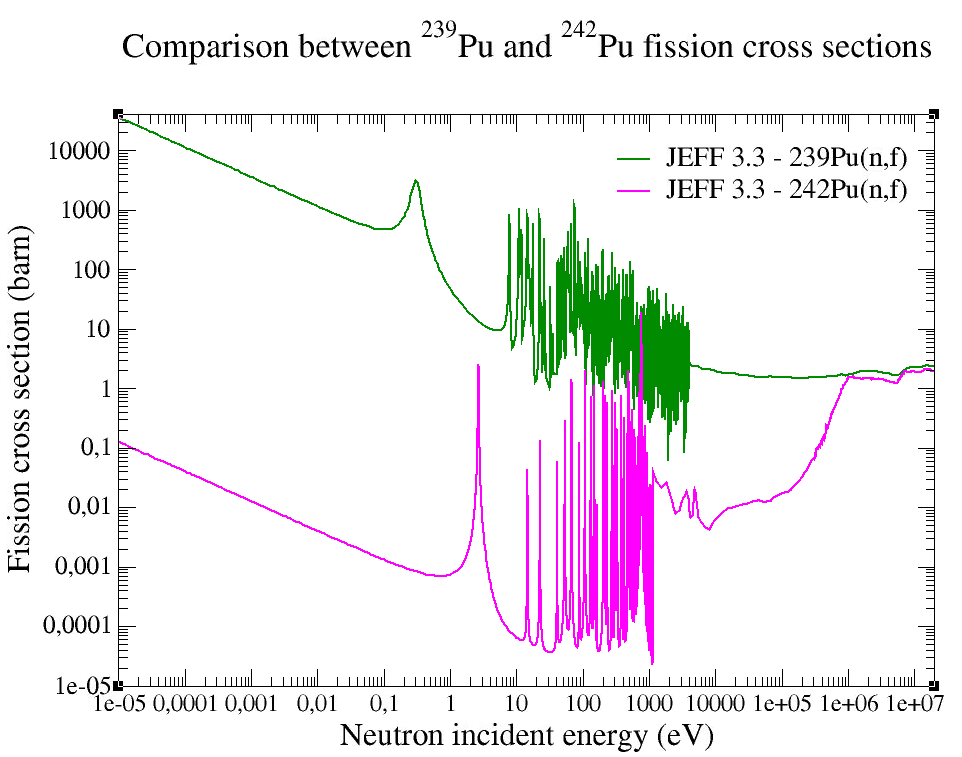 Comparison between 239Pu and 242Pu fission cross sections
JEFF 3.3 - 239Pu(n,f)
JEFF 3.3 - 242Pu(n,f)
Fission cross section (barn)
10000
1000
100
10
1
0.1
0.01
0,001
0,0001
1e-05
1e-05 0,0001 0,001 0,01 0,1 1 10 100 1000 10000 1e+05 1e+06 1e+07
Neutron incident energy (eV)